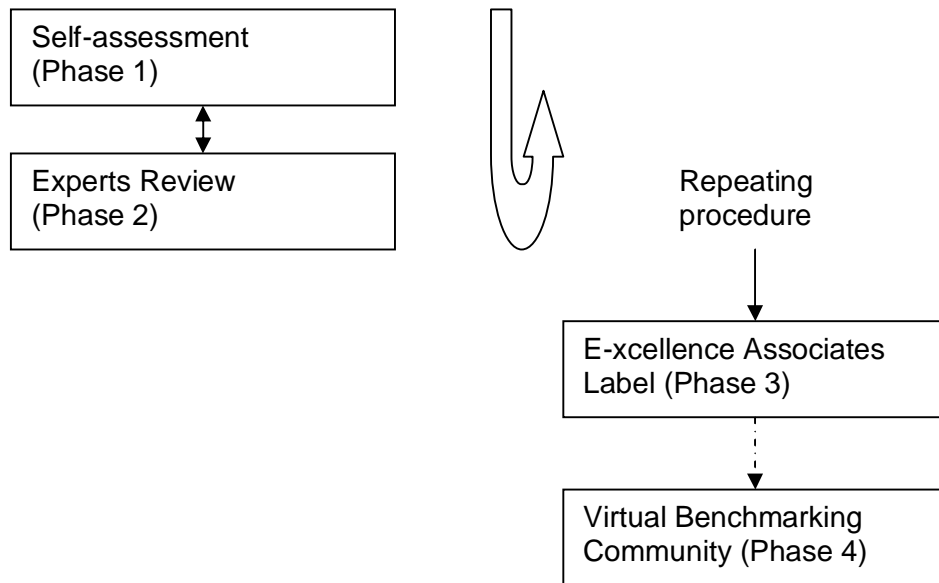 Self-assessment
(Phase 1)
Experts Review
(Phase 2)
Repeating
procedure
E-xcellence Associates
Label (Phase 3)
Virtual Benchmarking
Community (Phase 4)